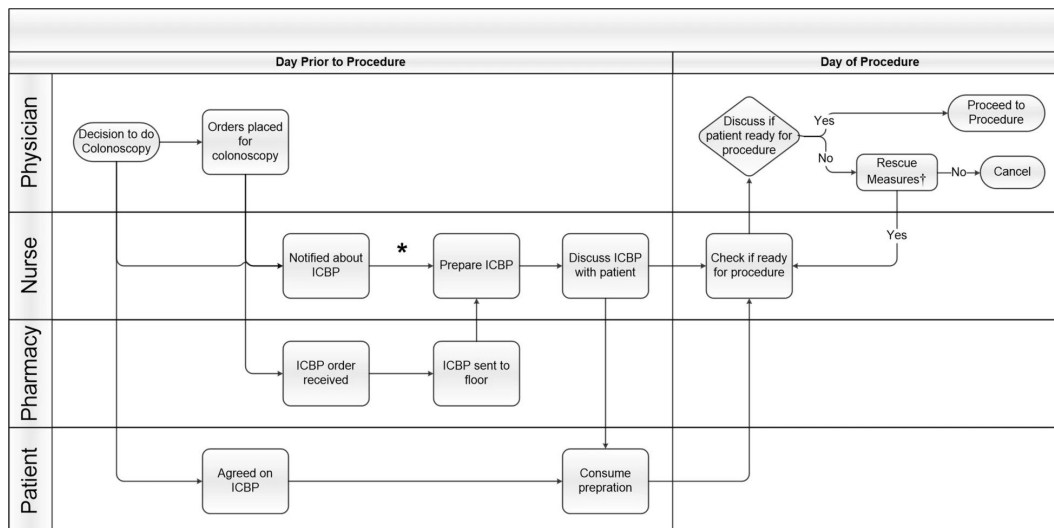 Day Prior to Procedure
Day of Procedure
Physician
Decision to do
Colonoscopy
Orders placed
for
colonoscopy
Discuss if
patient ready for
procedure
Yes
Proceed to
Procedure
No
Rescue
Measures†
No
Cancel
Yes
Nurse
Notified about
ICBP
*
Prepare ICBP
Discuss ICBP
with patient
Check if ready
for procedure
Pharmacy
ICBP order
received
ICBP sent to
floor
Patient
Agreed on
ICBP
Consume
prepration